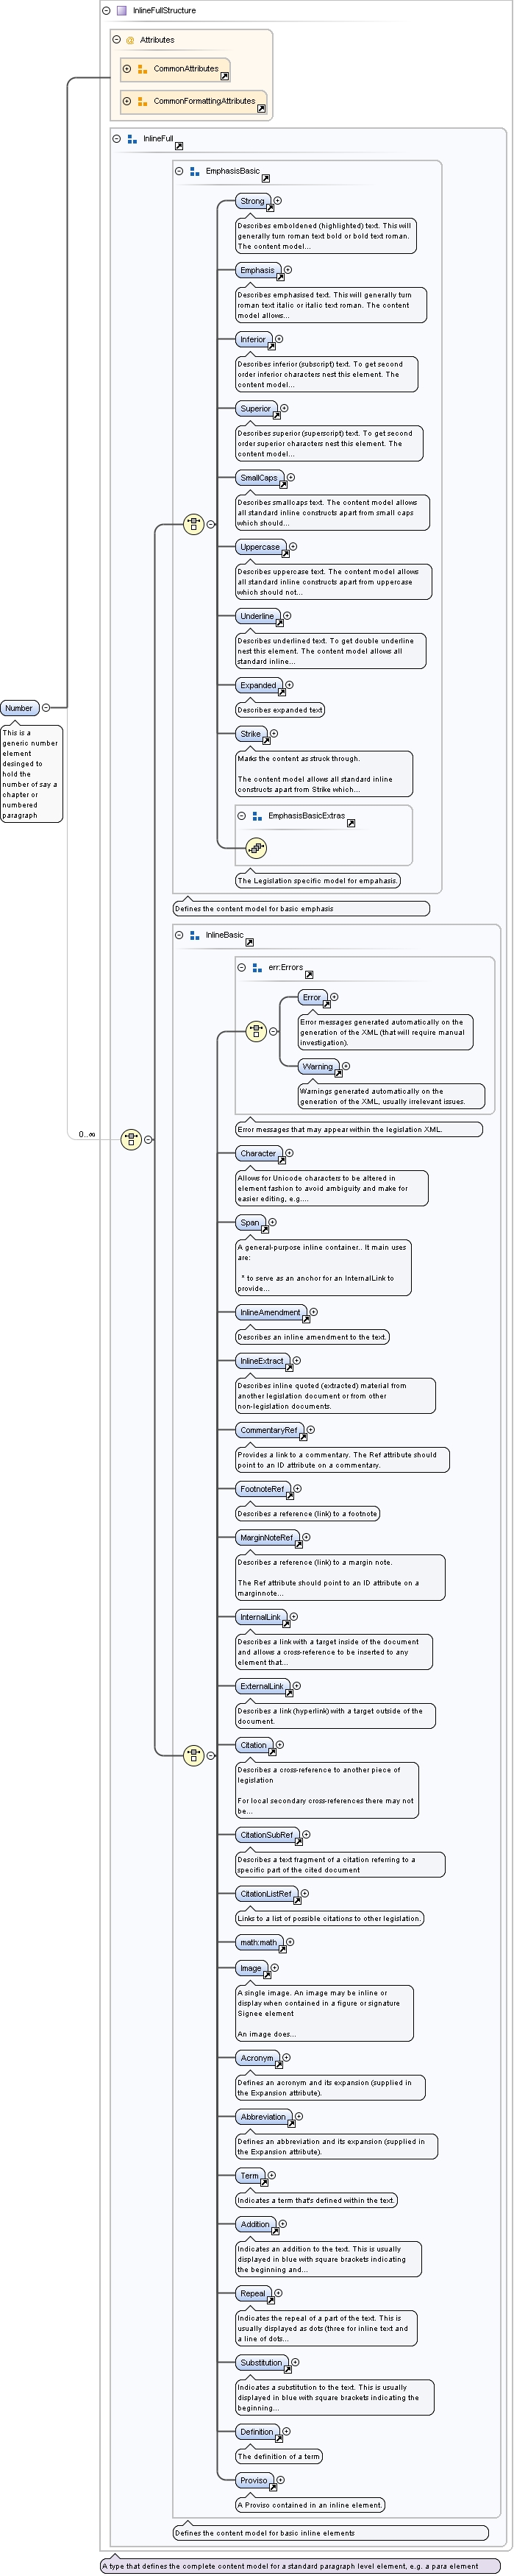 InlineFullStructure
@ Attributes
CommonAttributes
CommonFormattingAttributes
InlineFull
EmphasisBasic
Strong
Describes emboldened (highlighted) text. This will
generally turn roman text bold or bold text roman.
The content model...
Emphasis
Describes emphasised text. This will generally turn
roman text italic or italic text roman. The content
model allows...
Inferior
Describes inferior (subscript) text. To get second
order inferior characters nest this element. The
content model...
Superior
Describes superior (superscript) text. To get second
order superior characters nest this element. The
content model...
SmallCaps
Describes smallcaps text. The content model allows
all standard inline constructs apart from small caps
which should...
Uppercase
Describes uppercase text. The content model allows
all standard inline constructs apart from uppercase
which should not...
Underline
Describes underlined text. To get double underline
nest this element. The content model allows all
standard inline...
Expanded
Describes expanded text
Number
This is a
generic number
element
desinged to
hold the
number of say a
chapter or
numbered
paragraph
Strike
Marks the content as struck through.
The content model allows all standard inline
constructs apart from Strike which...
EmphasisBasicExtras
The Legislation specific model for empahasis.
Defines the content model for basic emphasis
InlineBasic
err:Errors
Error
Error messages generated automatically on the
generation of the XML (that will require manual
investigation).
Warning
Warnings generated automatically on the
generation of the XML, usually irrelevant issues.
Error messages that may appear within the legislation XML.
0..∞
Character
Allows for Unicode characters to be altered in
element fashion to avoid ambiguity and make for
easier editing, e.g....
Span
A general-purpose inline container.. It main uses
are:
* to serve as an anchor for an InternalLink to
provide...
InlineAmendment
Describes an inline amendment to the text.
InlineExtract
Describes inline quoted (extracted) material from
another legislation document or from other
non-legislation documents.
CommentaryRef
Provides a link to a commentary. The Ref attribute should
point to an ID attribute on a commentary.
FootnoteRef
Describes a reference (link) to a footnote
MarginNoteRef
Describes a reference (link) to a margin note.
The Ref attribute should point to an ID attribute on a
marginnote...
InternalLink
Describes a link with a target inside of the document
and allows a cross-reference to be inserted to any
element that...
ExternalLink
Describes a link (hyperlink) with a target outside of the
document.
Citation
Describes a cross-reference to another piece of
legislation
For local secondary cross-references there may not
be...
CitationSubRef
Describes a text fragment of a citation referring to a
specific part of the cited document
CitationListRef
Links to a list of possible citations to other legislation.
math:math
Image
A single image. An image may be inline or
display when contained in a figure or signature
Signee element
An image does...
Acronym
Defines an acronym and its expansion (supplied in
the Expansion attribute).
Abbreviation
Defines an abbreviation and its expansion (supplied in
the Expansion attribute).
Term
Indicates a term that's defined within the text.
Addition
Indicates an addition to the text. This is usually
displayed in blue with square brackets indicating
the beginning and...
Repeal
Indicates the repeal of a part of the text. This is
usually displayed as dots (three for inline text and
a line of dots...
Substitution
Indicates a substitution to the text. This is usually
displayed in blue with square brackets indicating the
beginning...
Definition
The definition of a term
Proviso
A Proviso contained in an inline element.
Defines the content model for basic inline elements
A type that defines the complete content model for a standard paragraph level element, e.g. a para element